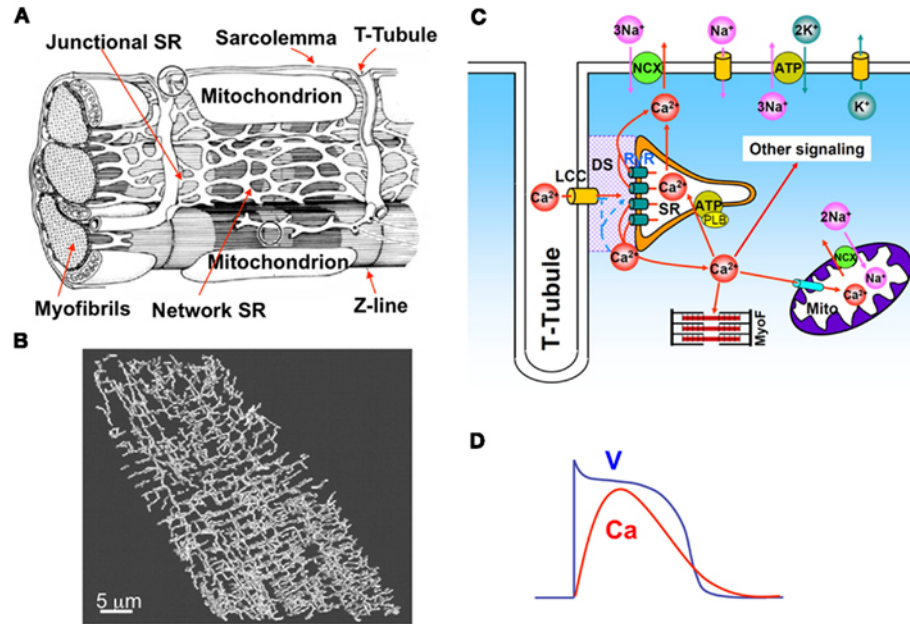 A
Junctional SR
Sarcolemma
T-Tubule
Mitochondrion
Mitochondrion
Myofibrils
Network SR
Z-line
B
5 μm
C
3Na⁺
Na⁺
2K⁺
NCX
ATP
3Na⁺
K⁺
Ca²⁺
DS
RYR
Other signaling
LCC
Ca²⁺
Ca²⁺
SR
ATP
PLB
Ca²⁺
Ca²⁺
2Na⁺
NCX
Na⁺
Mito
Ca²⁺
T-Tubule
MyoF
D
V
Ca